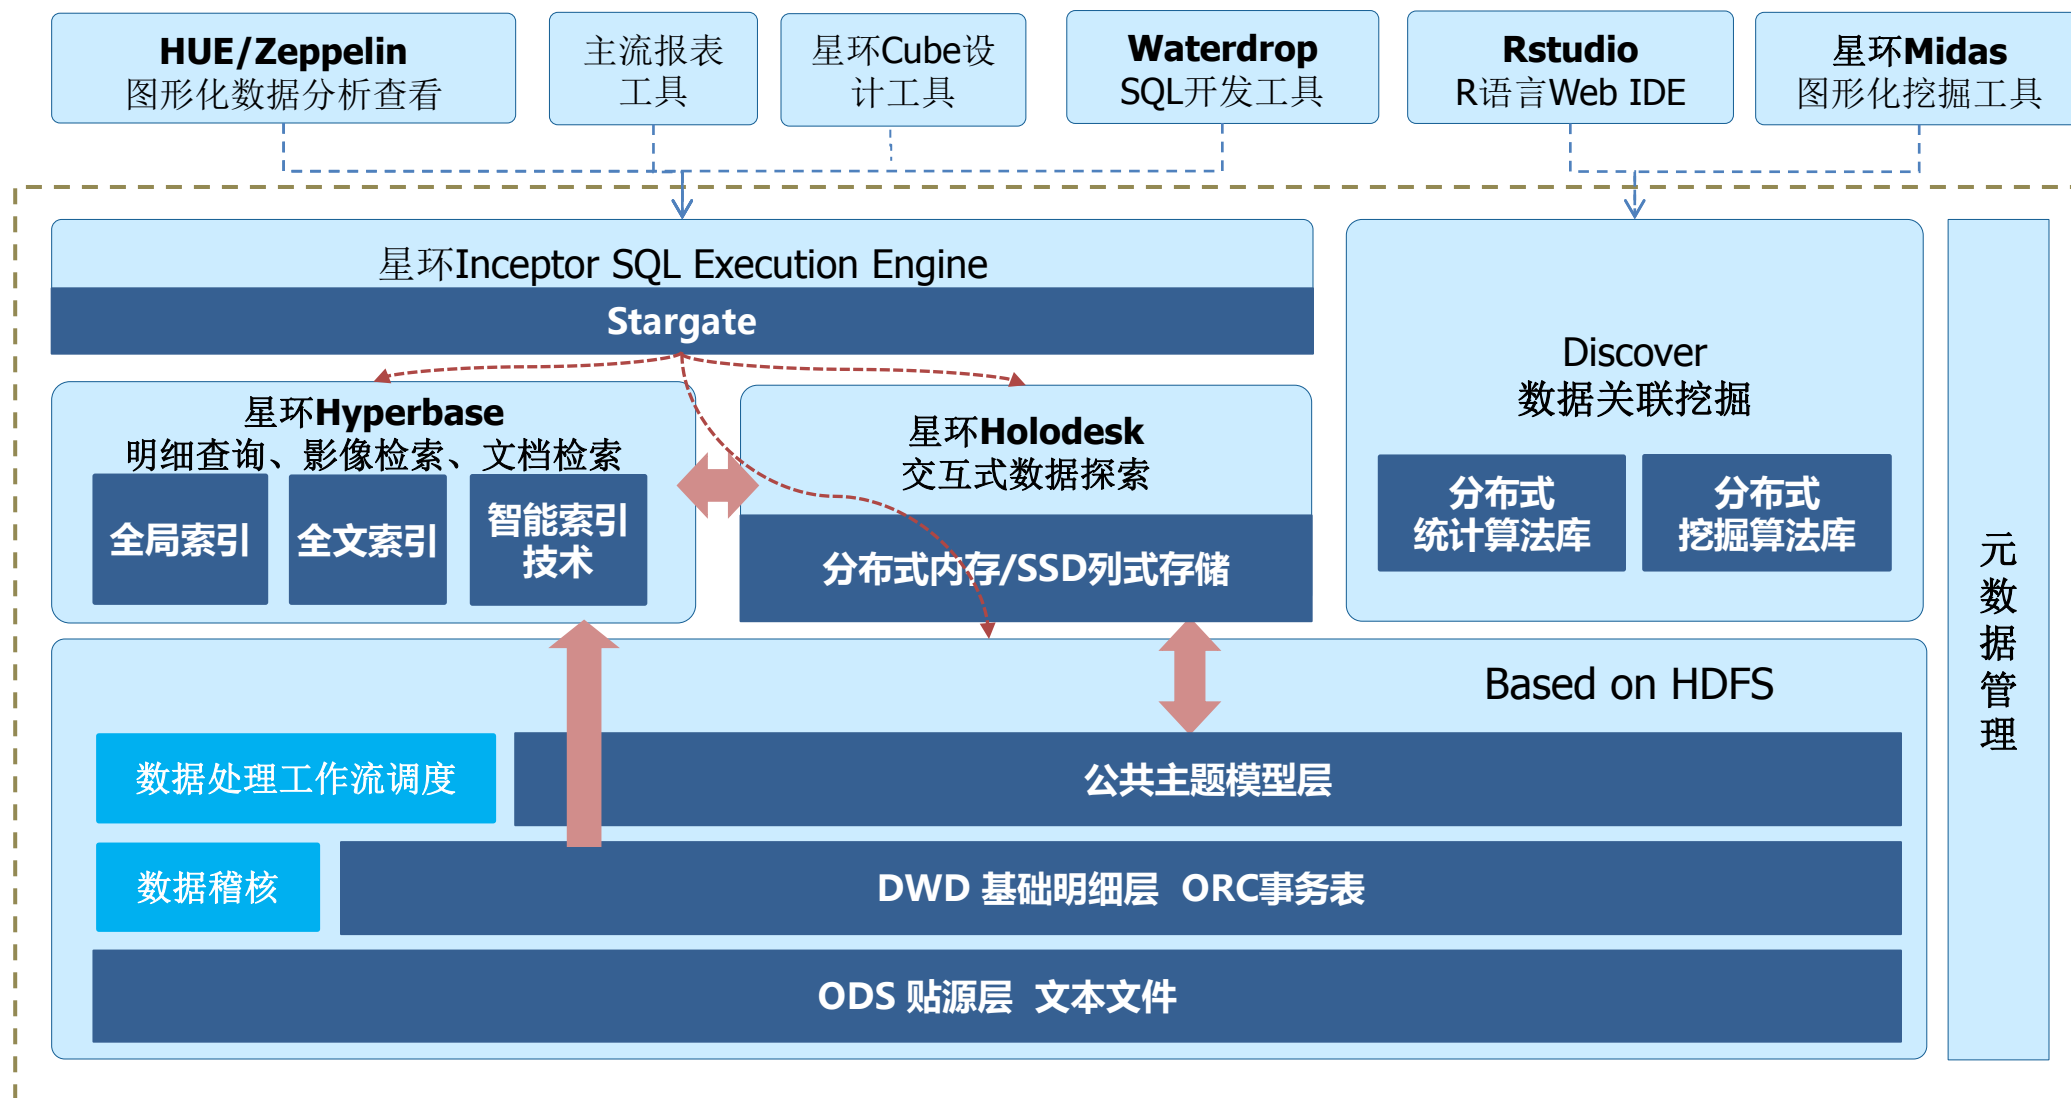 HUE/Zeppelin
图形化数据分析查看
主流报表
工具
星环Cube设
计工具
Waterdrop
SQL开发工具
Rstudio
R语言Web IDE
星环Midas
图形化挖掘工具
星环Inceptor SQL Execution Engine
Stargate
星环Hyperbase
明细查询、影像检索、文档检索
全局索引
全文索引
智能索引
技术
星环Holodesk
交互式数据探索
分布式内存/SSD列式存储
Discover
数据关联挖掘
分布式
统计算法库
分布式
挖掘算法库
元
数
据
管
理
Based on HDFS
数据处理工作流调度
公共主题模型层
数据稽核
DWD 基础明细层 ORC事务表
ODS 贴源层 文本文件